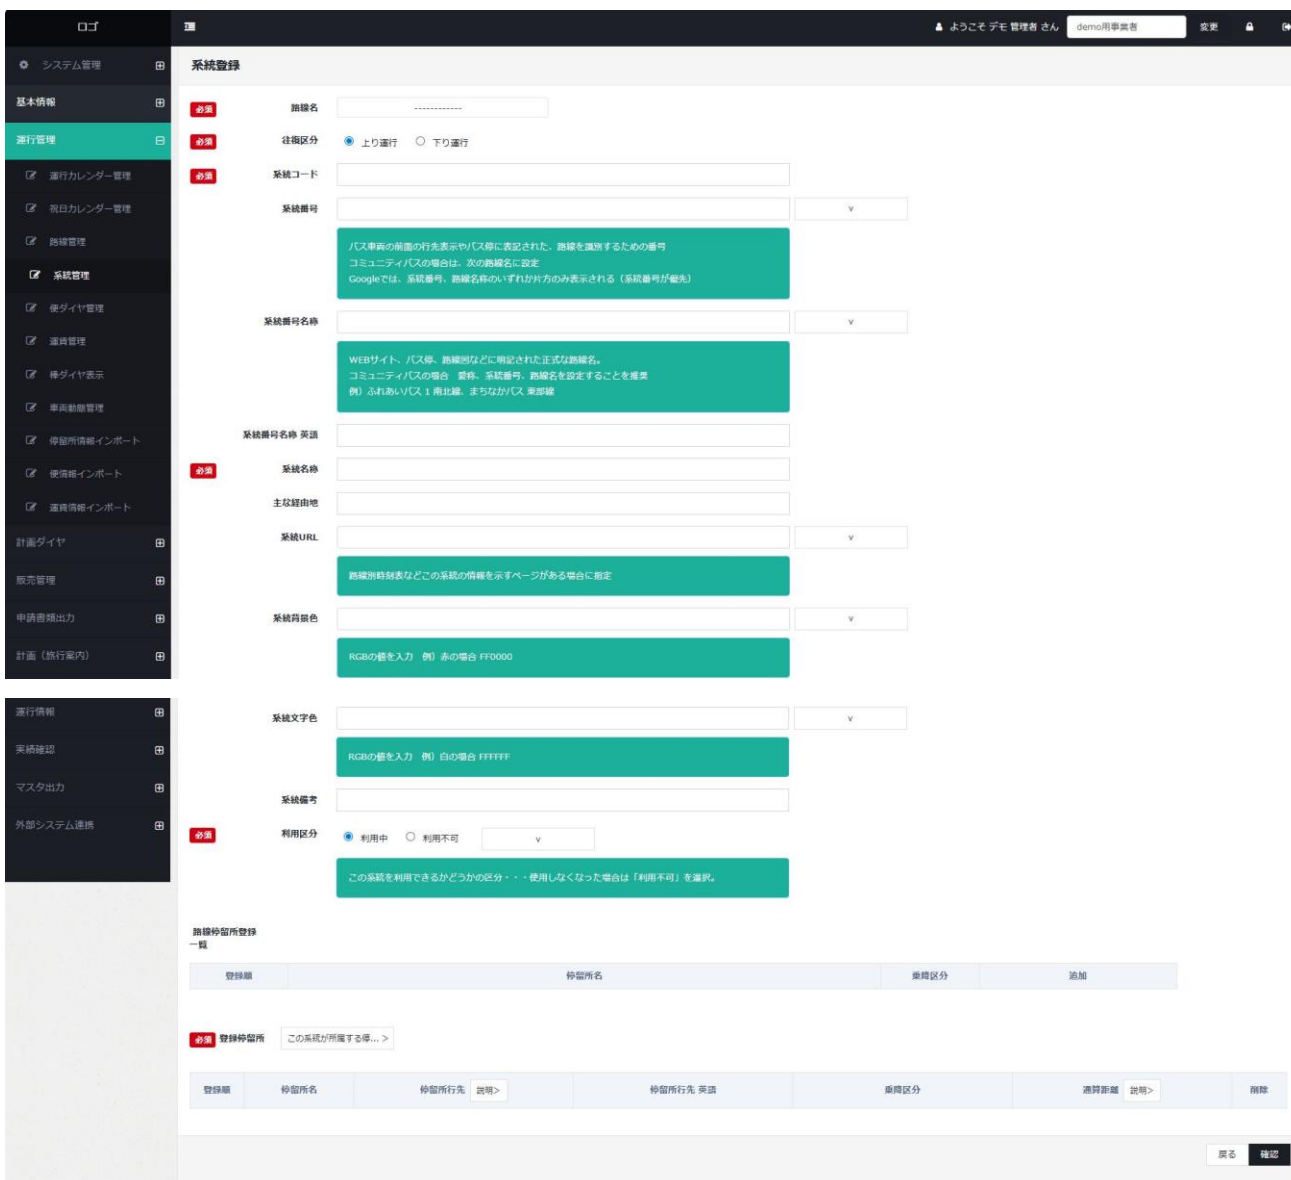 ロゴ
ようこそ デモ 管理者 さん
demo用事業者
変更
システム管理
系統登録
基本情報
必須 路線名 ------------
運行管理
必須 往復区分 上り運行 下り運行
運行カレンダー管理
必須 系統コード
祝日カレンダー管理
系統番号 v
路線管理
バス車両の前面の行先表示やバス停に表記された、路線を識別するための番号
コミュニティバスの場合は、次の路線名に設定
Googleでは、系統番号、路線名称のいずれか片方のみ表示される（系統番号が優先）
系統管理
便ダイヤ管理
系統番号名称 v
運賃管理
WEBサイト、バス停、路線図などに明記された正式な路線名。
コミュニティバスの場合 愛称、系統番号、路線名を設定することを推奨
例）ふれあいバス 1 南北線、まちなかバス 東部線
棒ダイヤ表示
車両動態管理
停留所情報インポート
系統番号名称 英語
便情報インポート
必須 系統名称
運賃情報インポート
主な経由地
計画ダイヤ
系統URL v
販売管理
路線別時刻表などこの系統の情報を示すページがある場合に指定
申請書類出力
系統背景色 v
計画（旅行案内）
RGBの値を入力 例）赤の場合 FF0000
運行情報
系統文字色 v
実績確認
RGBの値を入力 例）白の場合 FFFFFF
マスタ出力
系統備考
外部システム連携
必須 利用区分 利用中 利用不可 v
この系統を利用できるかどうかの区分・・・使用しなくなった場合は「利用不可」を選択。
路線停留所登録
一覧
登録順 停留所名 乗降区分 追加
必須 登録停留所 この系統が所属する停... >
登録順 停留所名 停留所行先 説明> 停留所行先 英語 乗降区分 通算距離 説明> 削除
戻る 確認